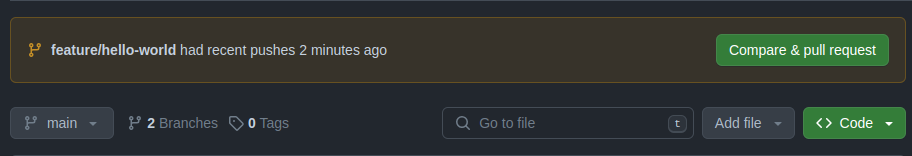 feature/hello-world had recent pushes 2 minutes ago
Compare & pull request
main
2 Branches
0 Tags
Go to file
t
Add file
Code